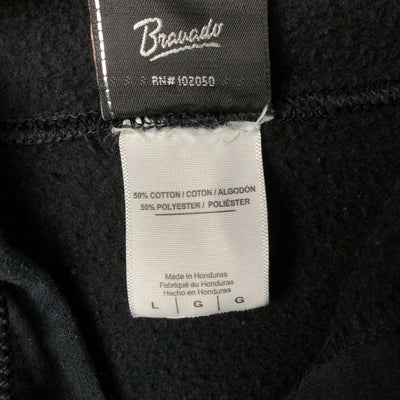 Bravado
RN#102050
50% COTTON / COTON / ALGODÓN
50% POLYESTER / POLIÉSTER
Made in Honduras
Fabriqué au Honduras
Hecho en Honduras
L | G | G